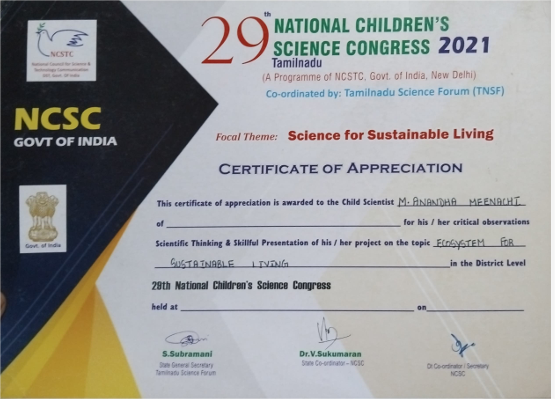 NCSTC
National Council for Science &
Technology Communication
DST, Govt. Of India
NCSC
GOVT OF INDIA
Govt. of India
29th NATIONAL CHILDREN'S
SCIENCE CONGRESS 2021
Tamilnadu
(A Programme of NCSTC, Govt. of India, New Delhi)
Co-ordinated by: Tamilnadu Science Forum (TNSF)
Focal Theme: Science for Sustainable Living
CERTIFICATE OF APPRECIATION
This certificate of appreciation is awarded to the Child Scientist M. ANANDHA MEENACHI
of for his / her critical observations
Scientific Thinking & Skillful Presentation of his / her project on the topic ECOSYSTEM FOR
SUSTAINABLE LIVING in the District Level
29th National Children's Science Congress
held at on
S.Subramani
State General Secretary
Tamilnadu Science Forum
Dr.V.Sukumaran
State Co-ordinator - NCSC
Dt Co-ordinator / Secretary
NCSC